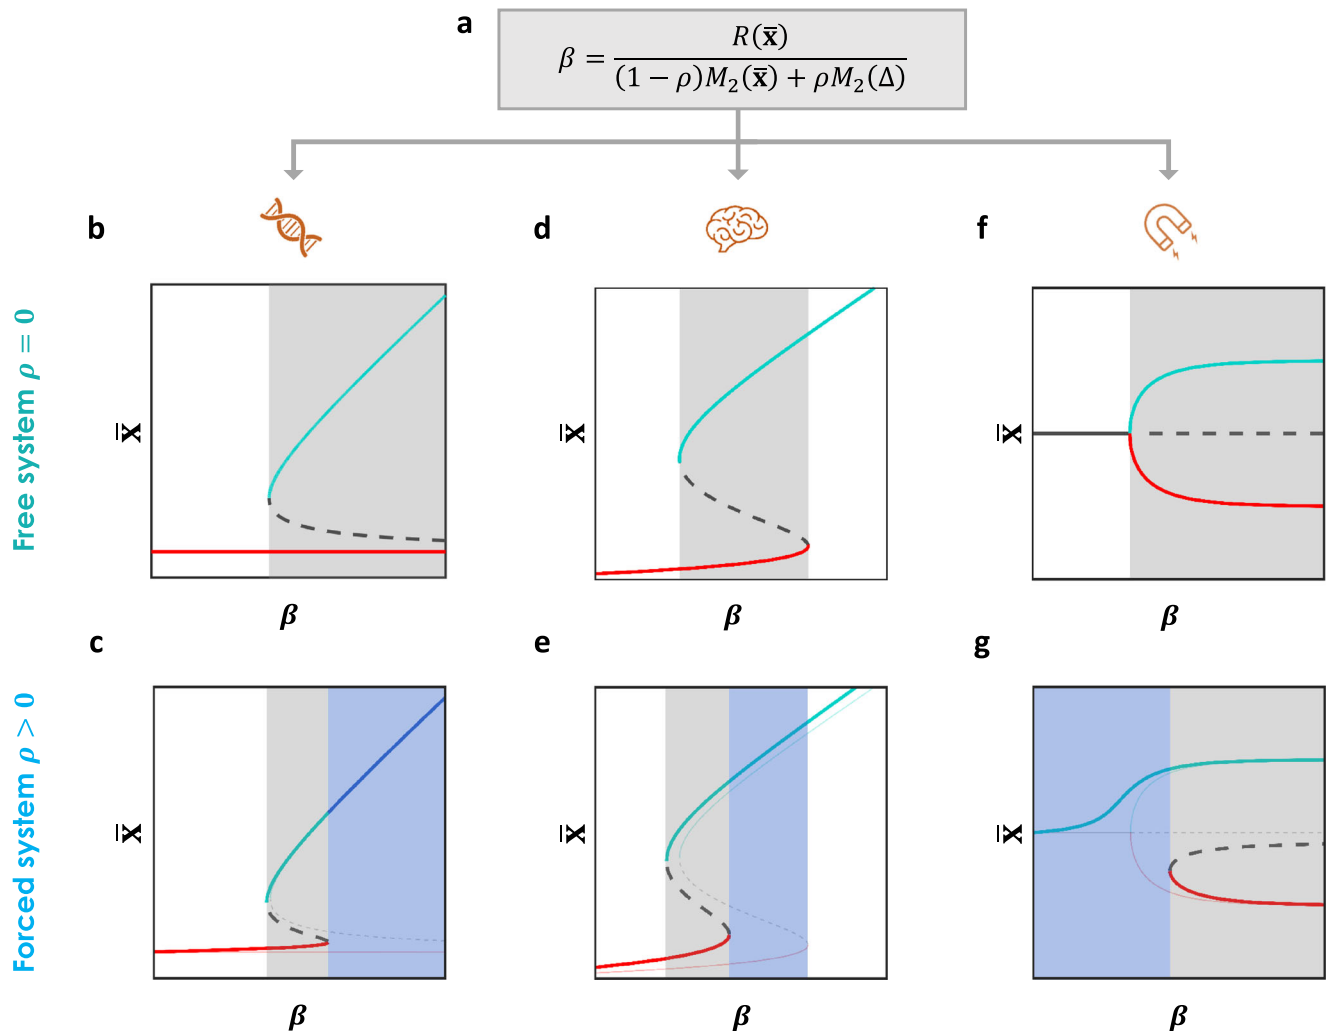 a
β = R(x̄) / (1 − ρ)M₂(x̄) + ρM₂(Δ)
b
d
f
Free system ρ = 0
x̄
x̄
x̄
β
β
β
c
e
g
Forced system ρ > 0
x̄
x̄
x̄
β
β
β